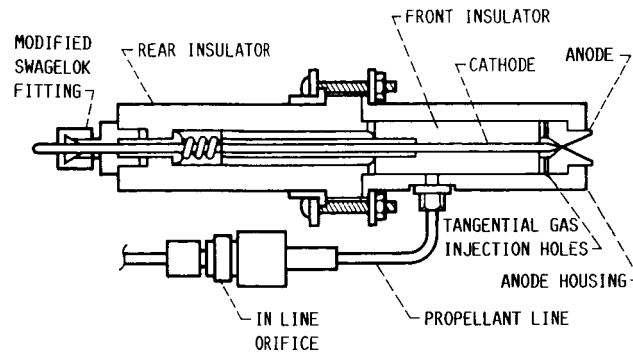 FRONT INSULATOR
MODIFIED
SWAGELOK
FITTING
REAR INSULATOR
CATHODE
ANODE
TANGENTIAL GAS
INJECTION HOLES
ANODE HOUSING
IN LINE
ORIFICE
PROPELLANT LINE